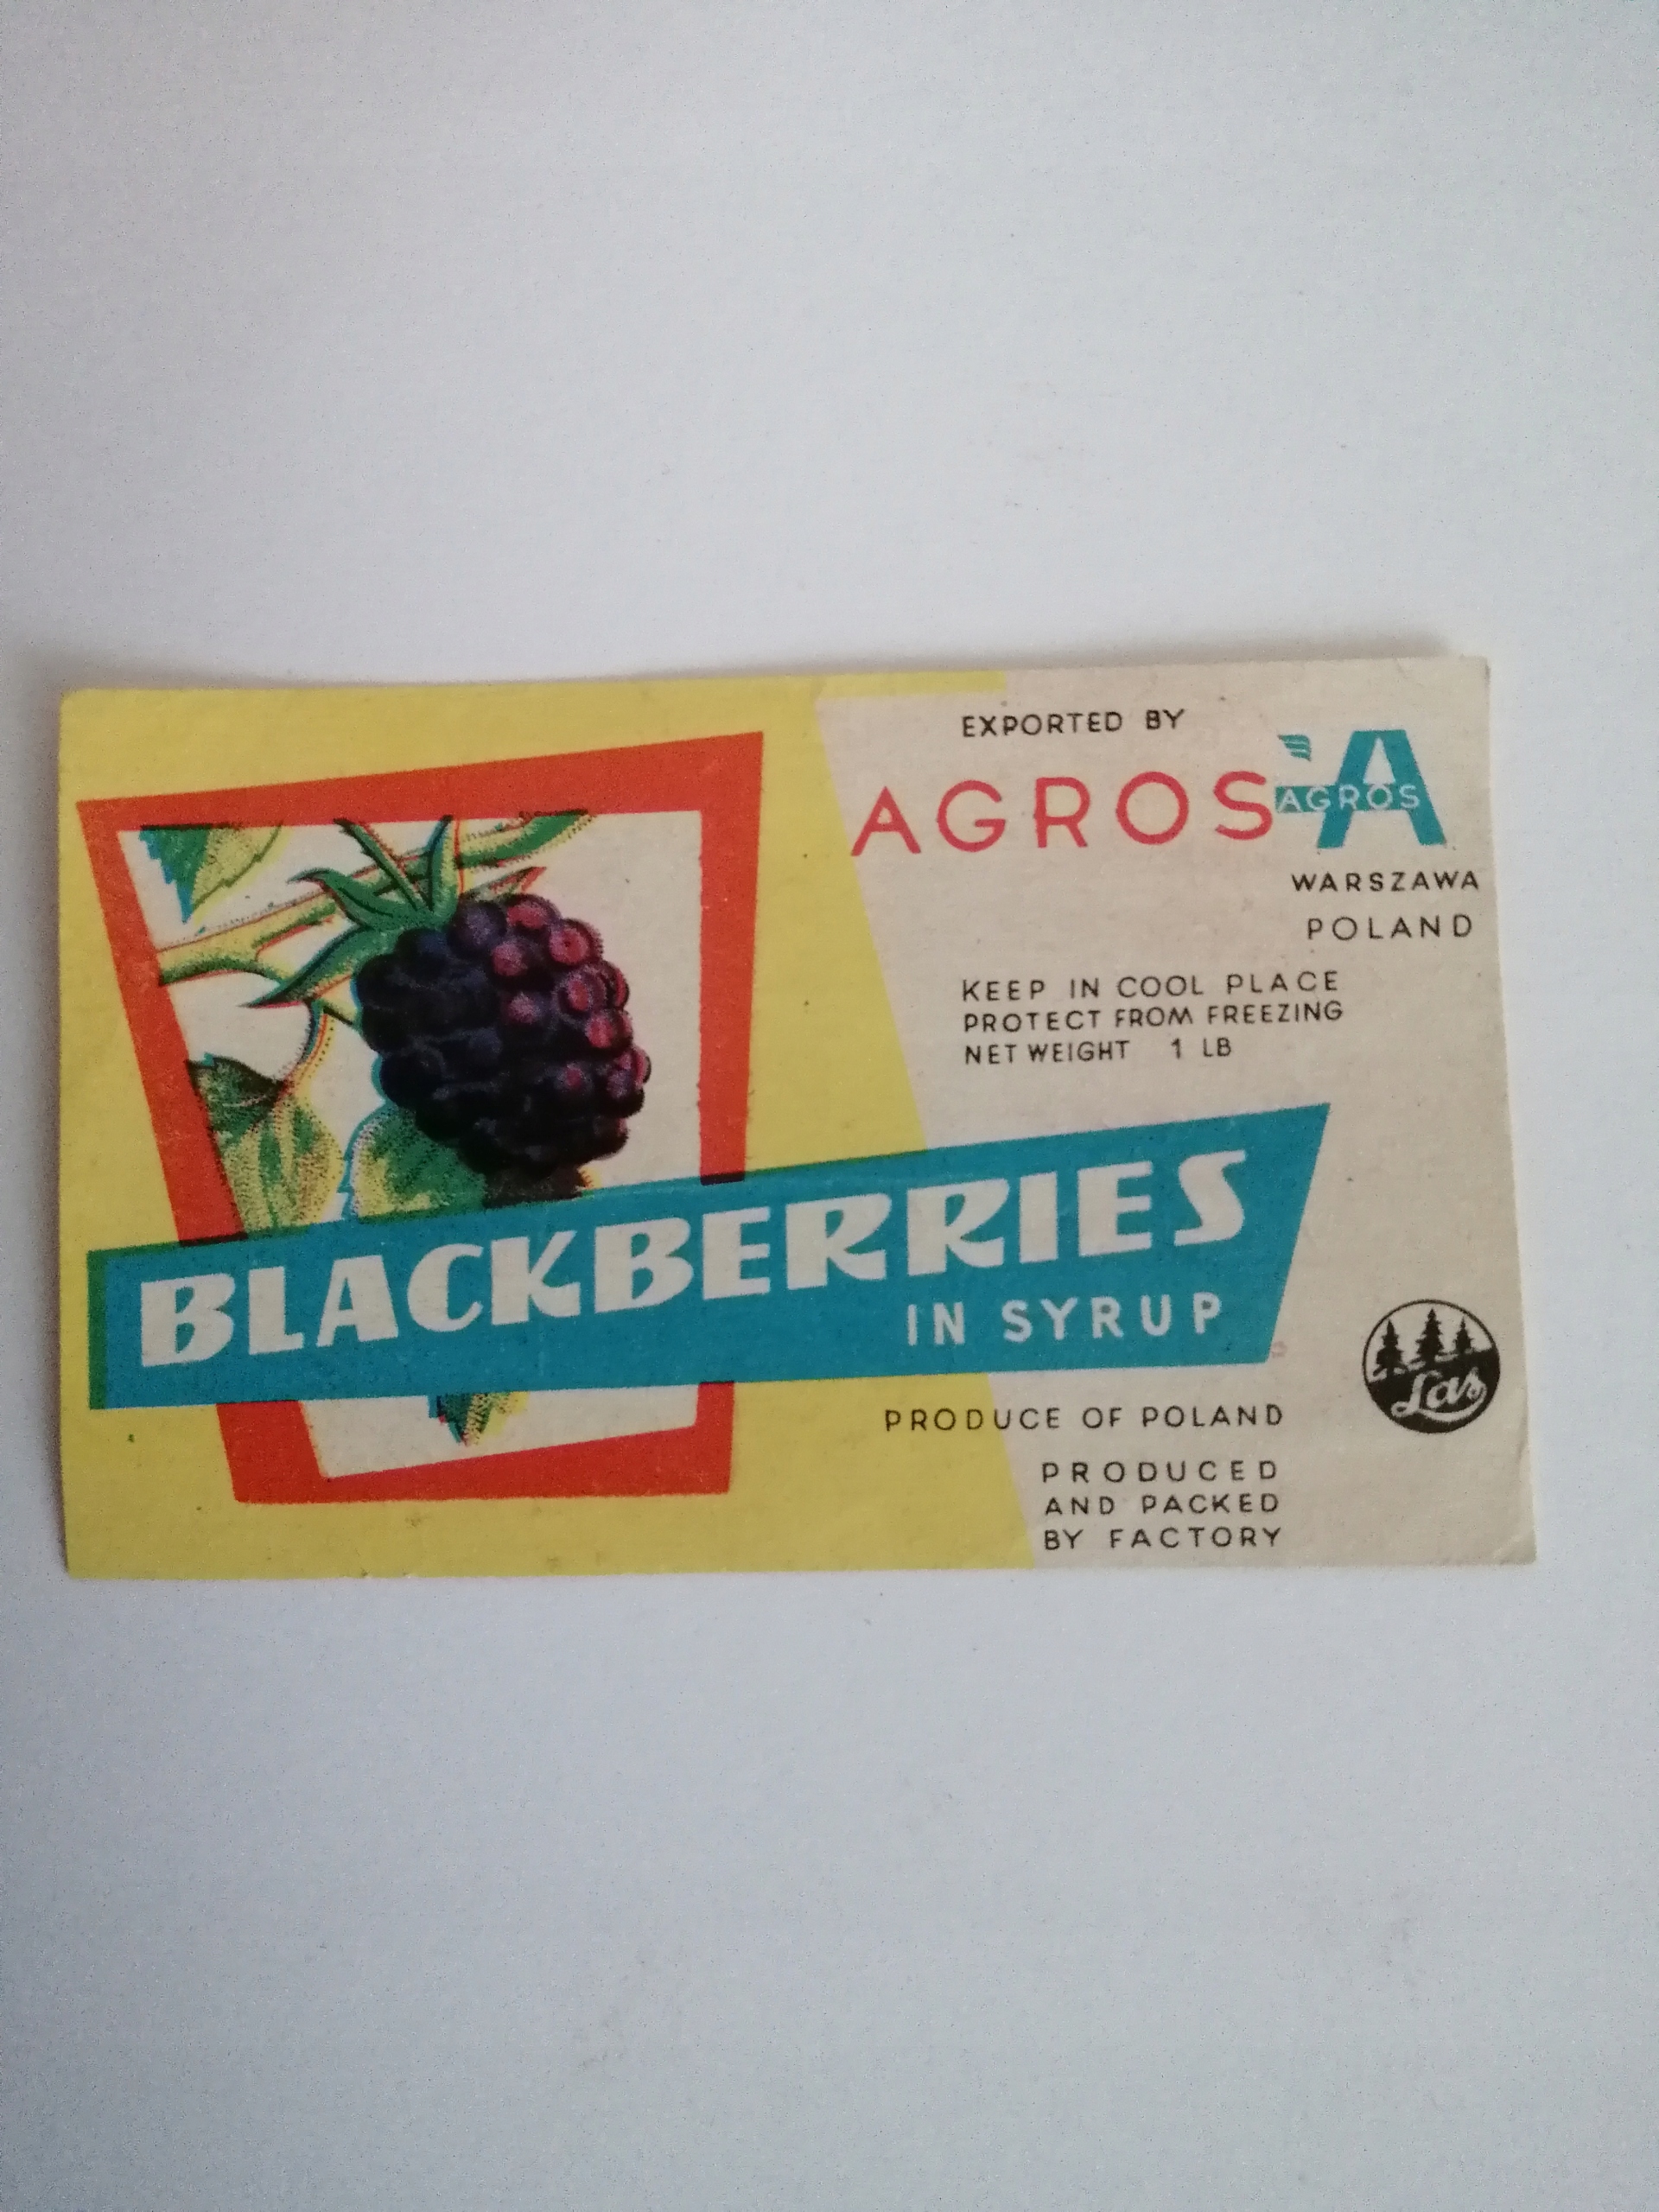 EXPORTED BY
AGROS
AGROS
WARSZAWA
POLAND
KEEP IN COOL PLACE
PROTECT FROM FREEZING
NET WEIGHT 1 LB
BLACKBERRIES
IN SYRUP
Las
PRODUCE OF POLAND
PRODUCED
AND PACKED
BY FACTORY